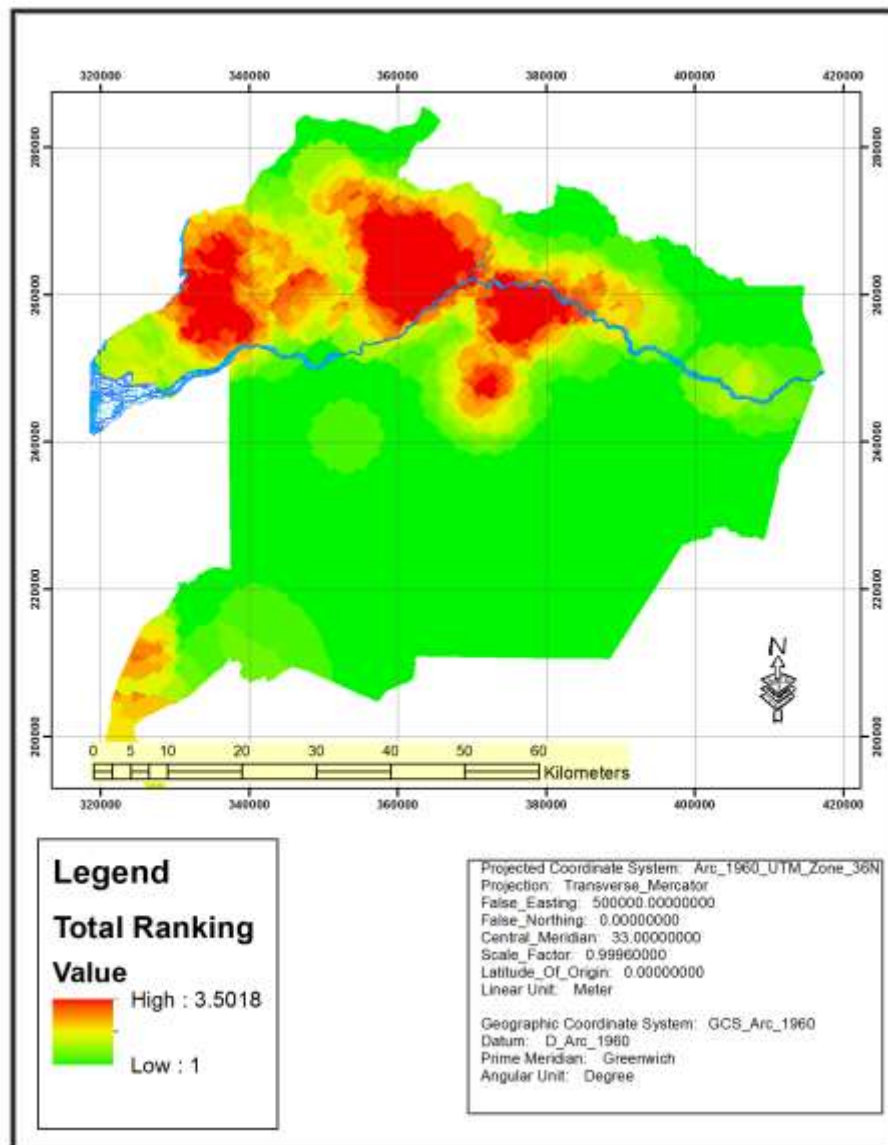 320000 340000 360000 380000 400000 420000
280000 280000
260000 260000
240000 240000
220000 220000
200000 200000
N
0 5 10 20 30 40 50 60
Kilometers
320000 340000 360000 380000 400000 420000
Legend
Total Ranking
Value
High : 3.5018
Low : 1
Projected Coordinate System: Arc_1960_UTM_Zone_36N
Projection: Transverse_Mercator
False_Easting: 500000.00000000
False_Northing: 0.00000000
Central_Meridian: 33.00000000
Scale_Factor: 0.99960000
Latitude_Of_Origin: 0.00000000
Linear Unit: Meter
Geographic Coordinate System: GCS_Arc_1960
Datum: D_Arc_1960
Prime Meridian: Greenwich
Angular Unit: Degree